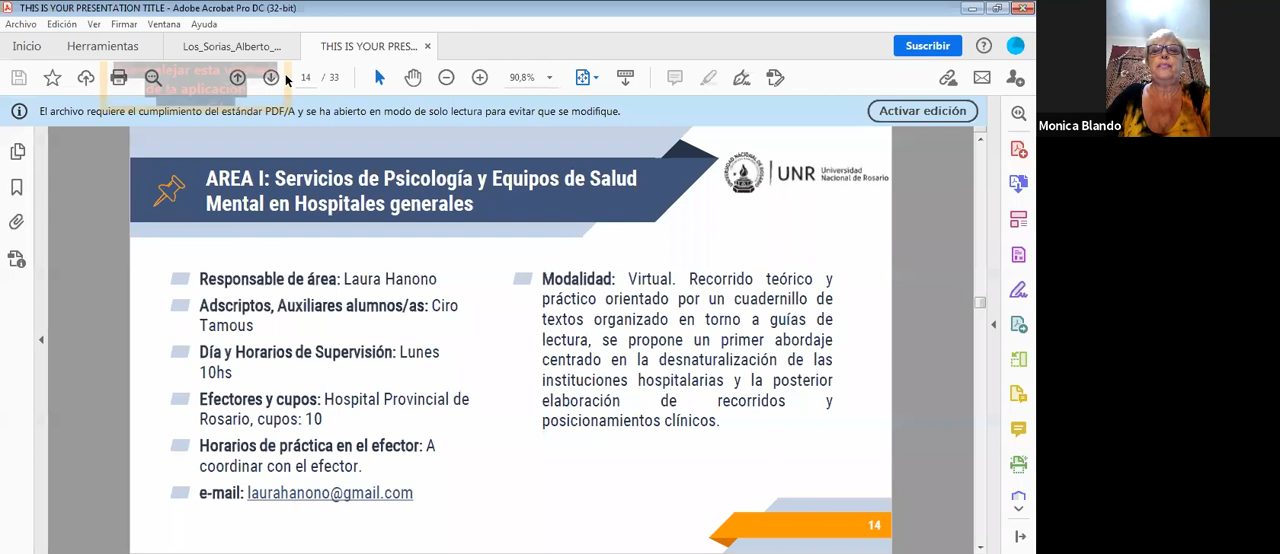 THIS IS YOUR PRESENTATION TITLE - Adobe Acrobat Pro DC (32-bit)
Archivo Edición Ver Firmar Ventana Ayuda
Inicio Herramientas Los_Sorias_Alberto_... THIS IS YOUR PRES... × Suscribir
14 / 33 90,8%
de la aplicación
El archivo requiere el cumplimiento del estándar PDF/A y se ha abierto en modo de solo lectura para evitar que se modifique. Activar edición
Monica Blando
AREA I: Servicios de Psicología y Equipos de Salud
Mental en Hospitales generales
UNIVERSIDAD NACIONAL DE ROSARIO
UNR Universidad
Nacional de Rosario
Responsable de área: Laura Hanono
Adscriptos, Auxiliares alumnos/as: Ciro
Tamous
Día y Horarios de Supervisión: Lunes
10hs
Efectores y cupos: Hospital Provincial de
Rosario, cupos: 10
Horarios de práctica en el efector: A
coordinar con el efector.
e-mail: laurahanono@gmail.com
Modalidad: Virtual. Recorrido teórico y
práctico orientado por un cuadernillo de
textos organizado en torno a guías de
lectura, se propone un primer abordaje
centrado en la desnaturalización de las
instituciones hospitalarias y la posterior
elaboración de recorridos y
posicionamientos clínicos.
14